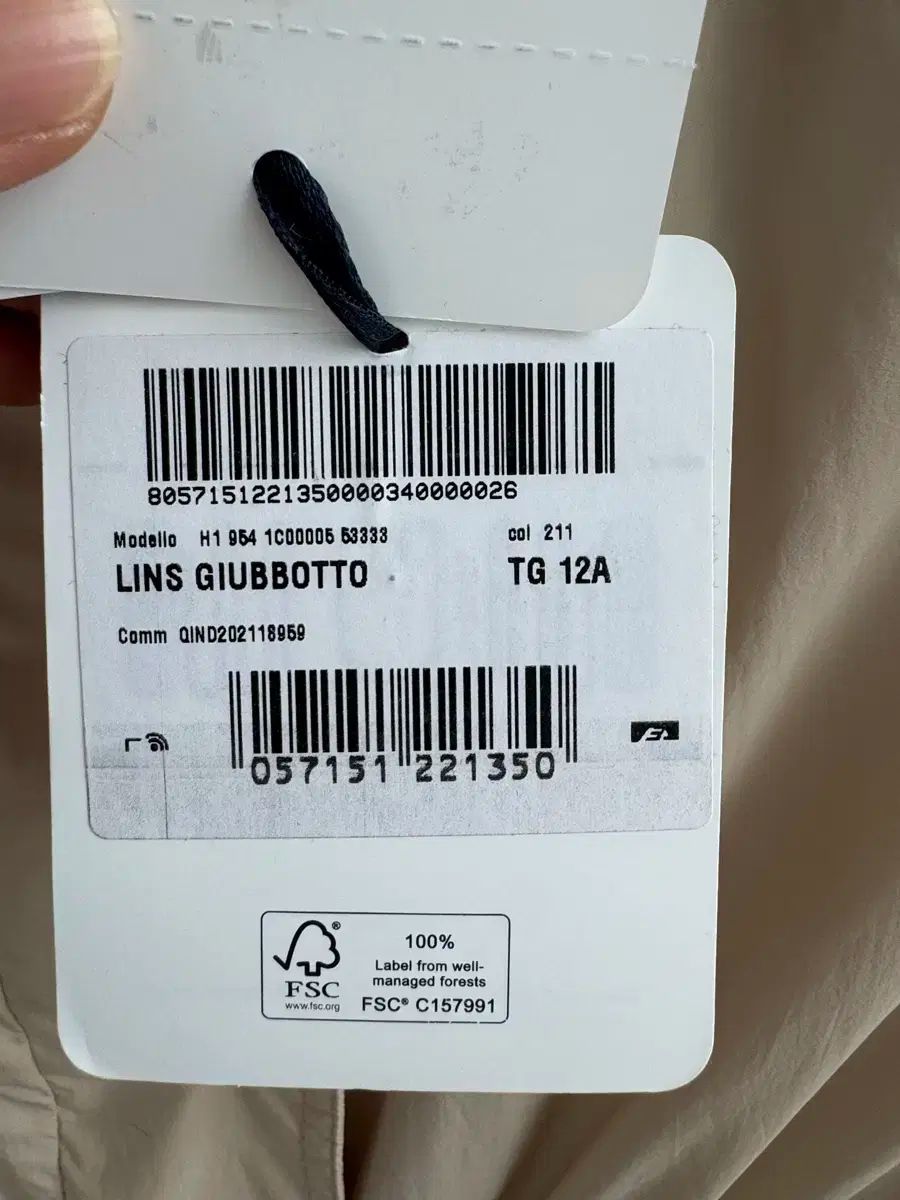 8057151221350000340000026
Modello H1 954 1C00005 53333 col 211
LINS GIUBBOTTO TG 12A
Comm QIND202118959
057151 221350
FSC
www.fsc.org
100%
Label from well-
managed forests
FSC® C157991